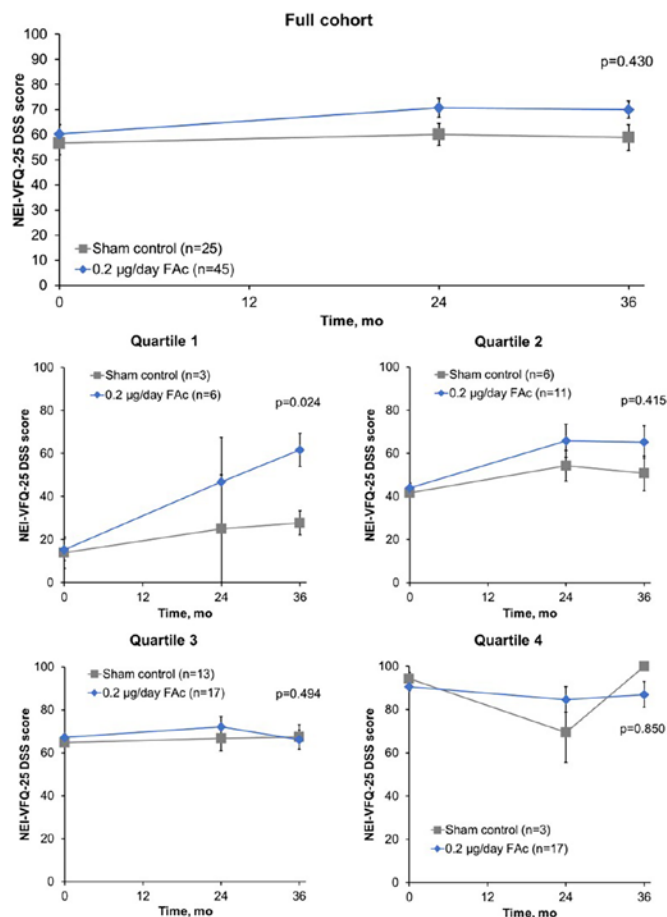 Full cohort
p=0.430
NEI-VFQ-25 DSS score
100
90
80
70
60
50
40
30
20
10
0
Sham control (n=25)
0.2 µg/day FAc (n=45)
0 12 24 36
Time, mo
Quartile 1
NEI-VFQ-25 DSS score
100
80
60
40
20
0
Sham control (n=3)
0.2 µg/day FAc (n=6)
p=0.024
0 12 24 36
Time, mo
Quartile 2
NEI-VFQ-25 DSS score
100
80
60
40
20
0
Sham control (n=6)
0.2 µg/day FAc (n=11)
p=0.415
0 12 24 36
Time, mo
Quartile 3
NEI-VFQ-25 DSS score
100
80
60
40
20
0
Sham control (n=13)
0.2 µg/day FAc (n=17)
p=0.494
0 12 24 36
Time, mo
Quartile 4
NEI-VFQ-25 DSS score
100
80
60
40
20
0
p=0.850
Sham control (n=3)
0.2 µg/day FAc (n=17)
0 12 24 36
Time, mo